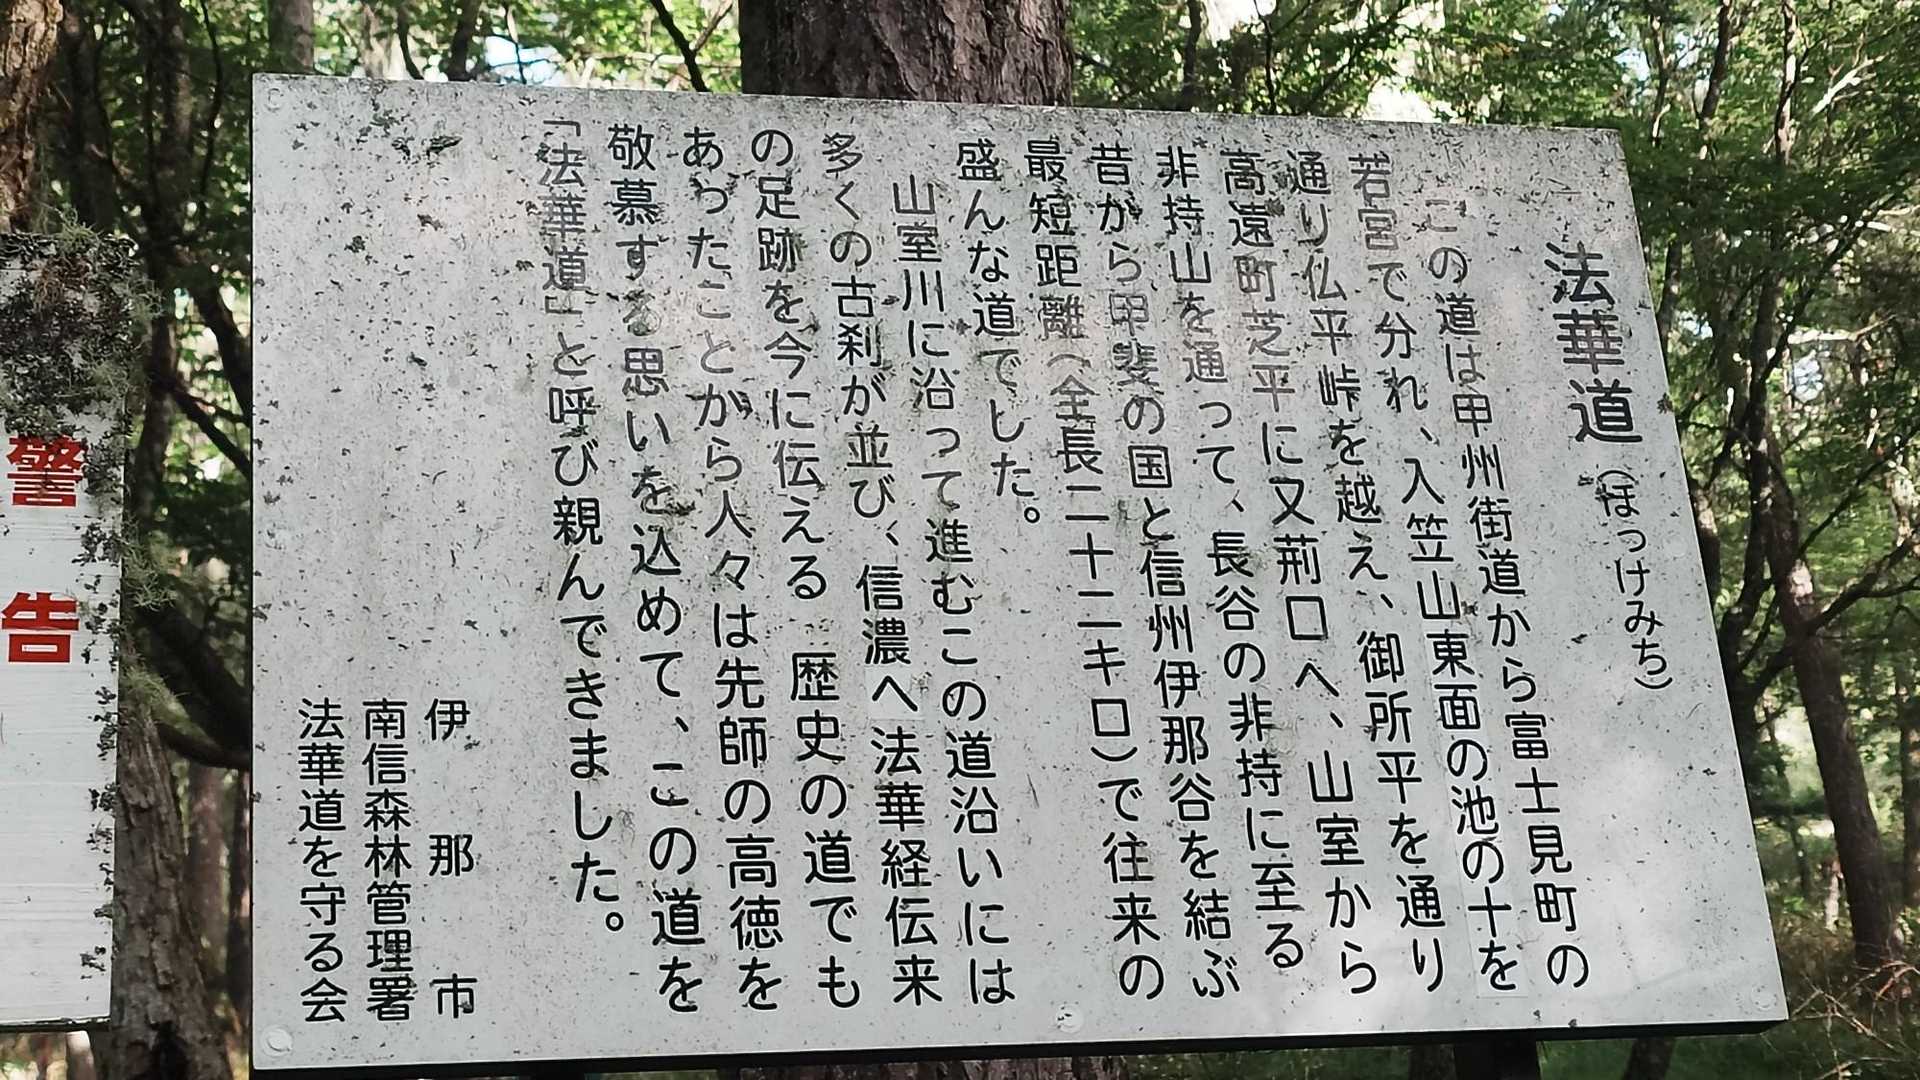 法華道（ほっけみち）
この道は甲州街道から富士見町の
若宮で分れ、入笠山東面の池の十を
通り仏平峠を越え、御所平を通り
高遠町芝平に又荊口へ、山室から
非持山を通って、長谷の非持に至る
昔から甲斐の国と信州伊那谷を結ぶ
最短距離（全長二十二キロ）で往来の
盛んな道でした。
山室川に沿って進むこの道沿いには
多くの古刹が並び、信濃へ法華経伝来
の足跡を今に伝える 歴史の道でも
あったことから人々は先師の高徳を
敬慕する思いを込めて、この道を
「法華道」と呼び親んできました。
伊那市
南信森林管理署
法華道を守る会
警告